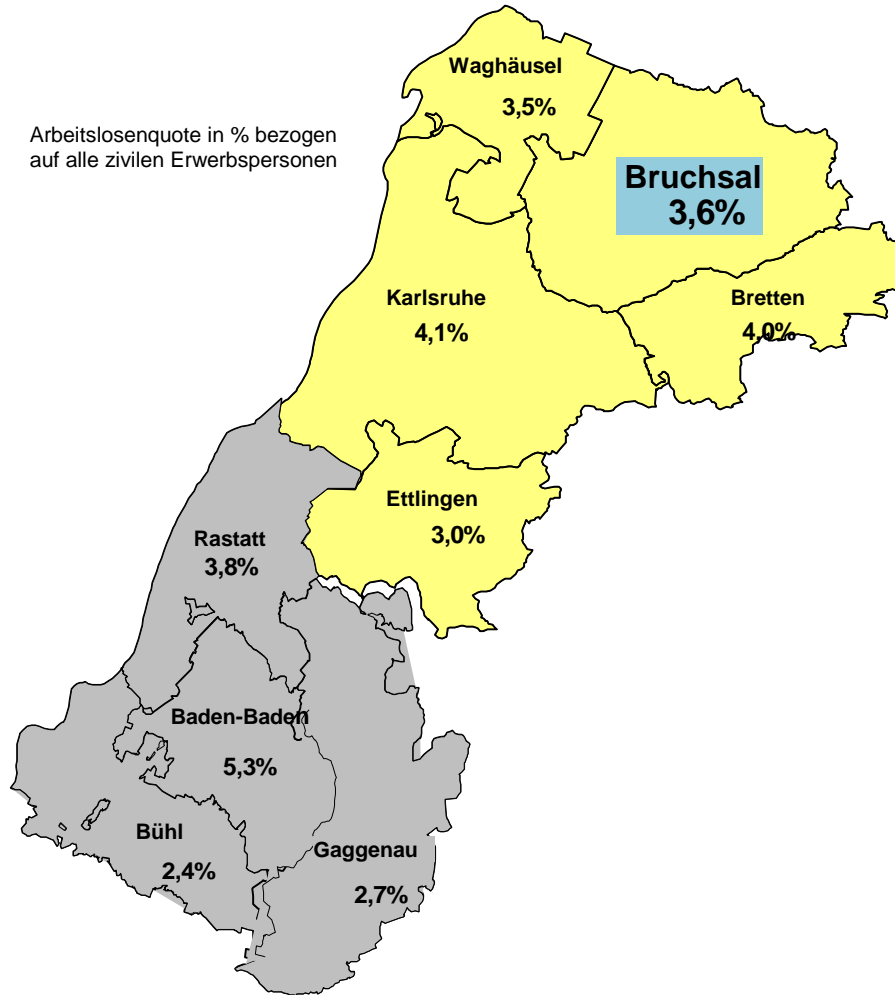 Waghäusel
3,5%
Arbeitslosenquote in % bezogen
auf alle zivilen Erwerbspersonen
Bruchsal
3,6%
Karlsruhe
4,1%
Bretten
4,0%
Ettlingen
3,0%
Rastatt
3,8%
Baden-Baden
5,3%
Bühl
2,4%
Gaggenau
2,7%